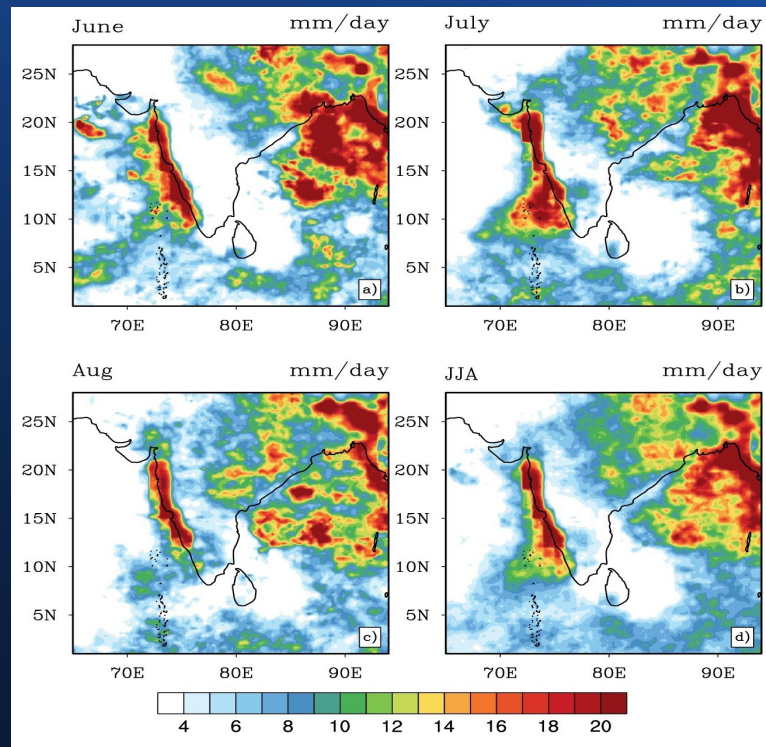 June mm/day
25N
20N
15N
10N
5N
a)
70E 80E 90E
July mm/day
25N
20N
15N
10N
5N
b)
70E 80E 90E
Aug mm/day
25N
20N
15N
10N
5N
c)
70E 80E 90E
JJA mm/day
25N
20N
15N
10N
5N
d)
70E 80E 90E
4 6 8 10 12 14 16 18 20